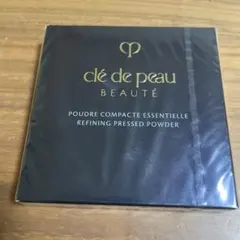 clé de peau
BEAUTÉ
POUDRE COMPACTE ESSENTIELLE
REFINING PRESSED POWDER